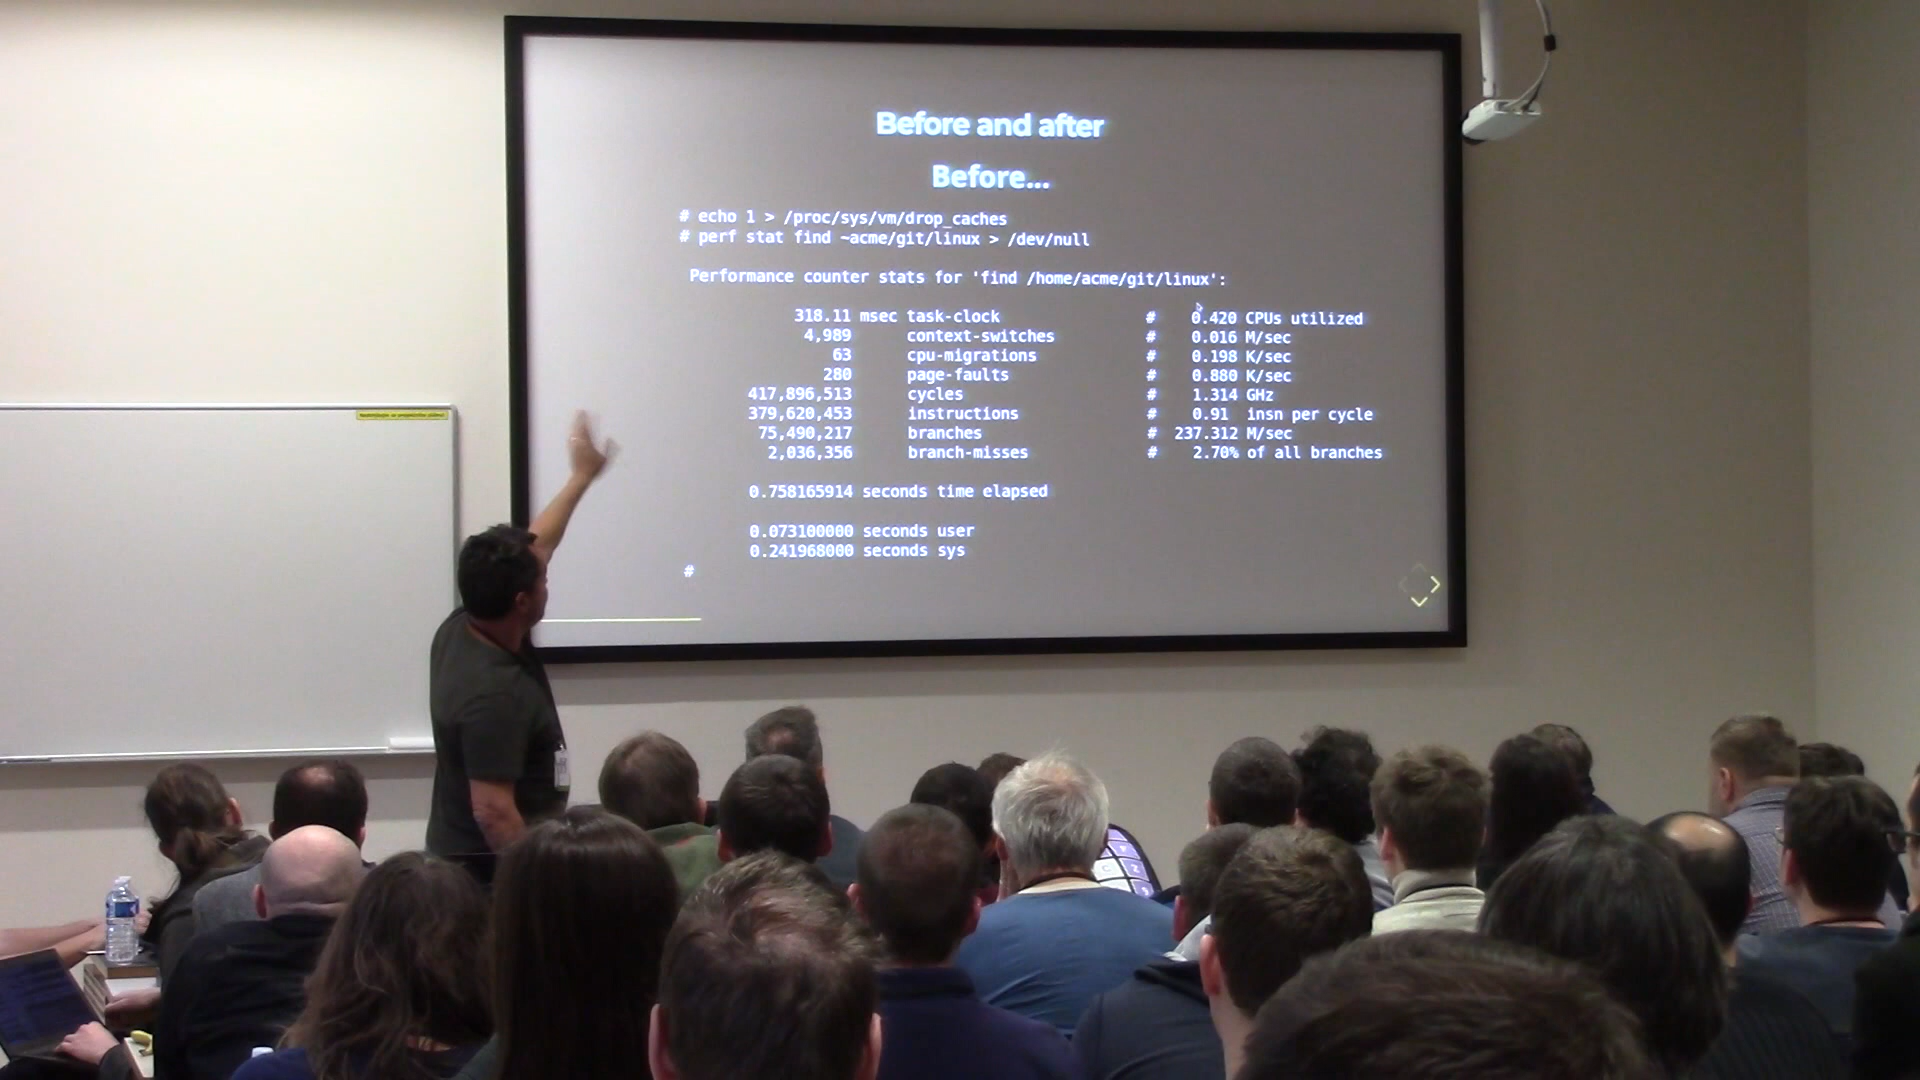 Before and after
Before...
# echo 1 > /proc/sys/vm/drop_caches
# perf stat find ~acme/git/linux > /dev/null
Performance counter stats for 'find /home/acme/git/linux':
318.11 msec task-clock # 0.420 CPUs utilized
4,989 context-switches # 0.016 M/sec
63 cpu-migrations # 0.198 K/sec
280 page-faults # 0.880 K/sec
417,896,513 cycles # 1.314 GHz
379,620,453 instructions # 0.91 insn per cycle
75,490,217 branches # 237.312 M/sec
2,036,356 branch-misses # 2.70% of all branches
0.758165914 seconds time elapsed
0.073100000 seconds user
0.241968000 seconds sys
#